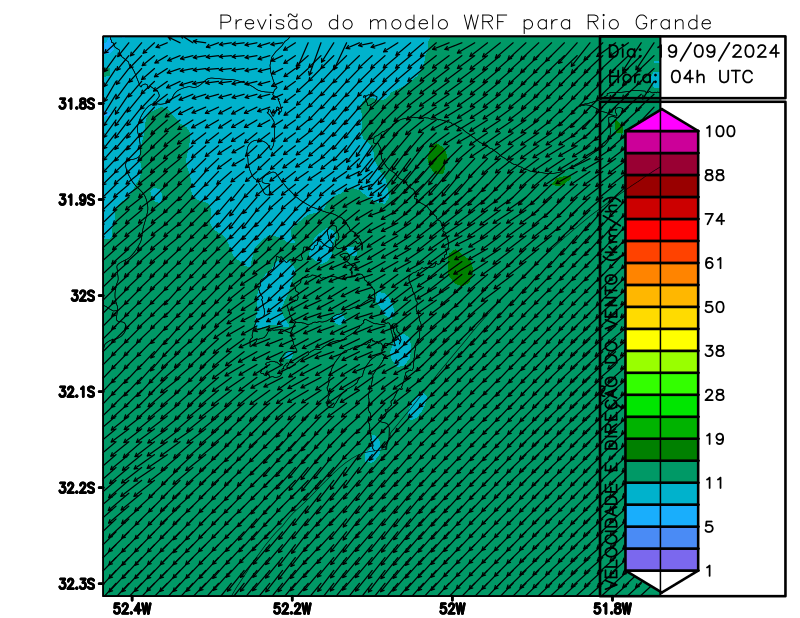 Previsão do modelo WRF para Rio Grande
Dia: 19/09/2024
Hora: 04h UTC
31.8S
31.9S
32S
32.1S
32.2S
32.3S
52.4W
52.2W
52W
51.8W
VELOCIDADE E DIREÇÃO DO VENTO (km/h)
100
88
74
61
50
38
28
19
11
5
1